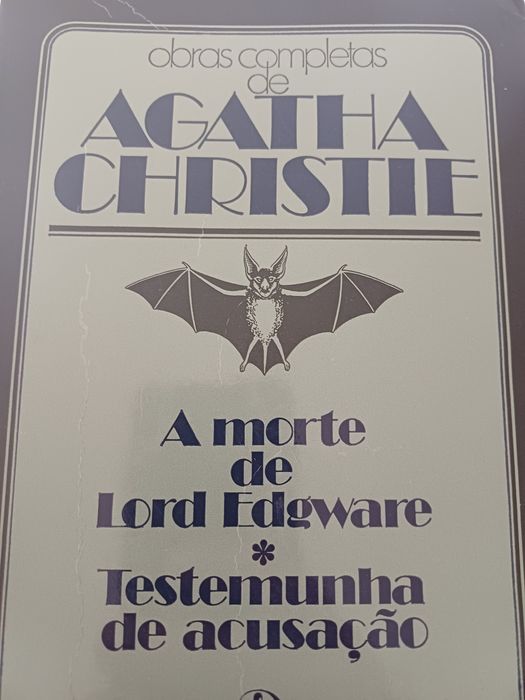 obras completas
de
AGATHA
CHRISTIE
A morte
de
Lord Edgware
*
Testemunha
de acusação